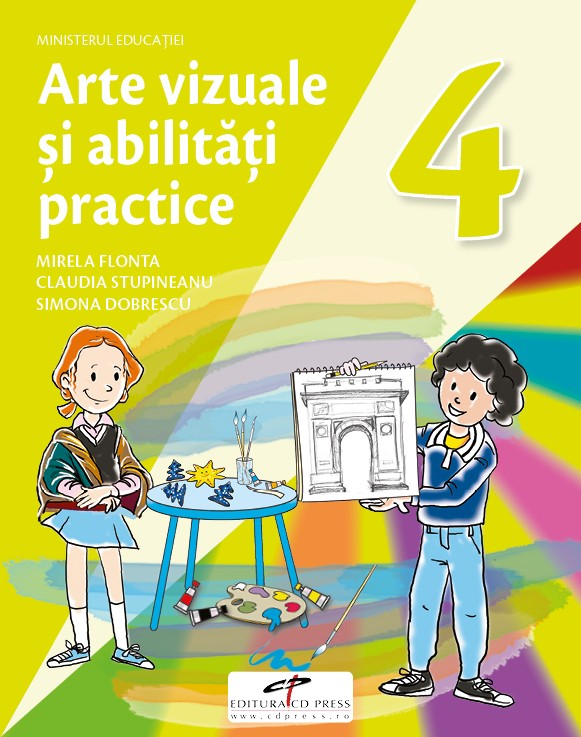 MINISTERUL EDUCAȚIEI
Arte vizuale
și abilități
practice
4
MIRELA FLONTA
CLAUDIA STUPINEANU
SIMONA DOBRESCU
EDITURA CD PRESS
www.cdpress.ro